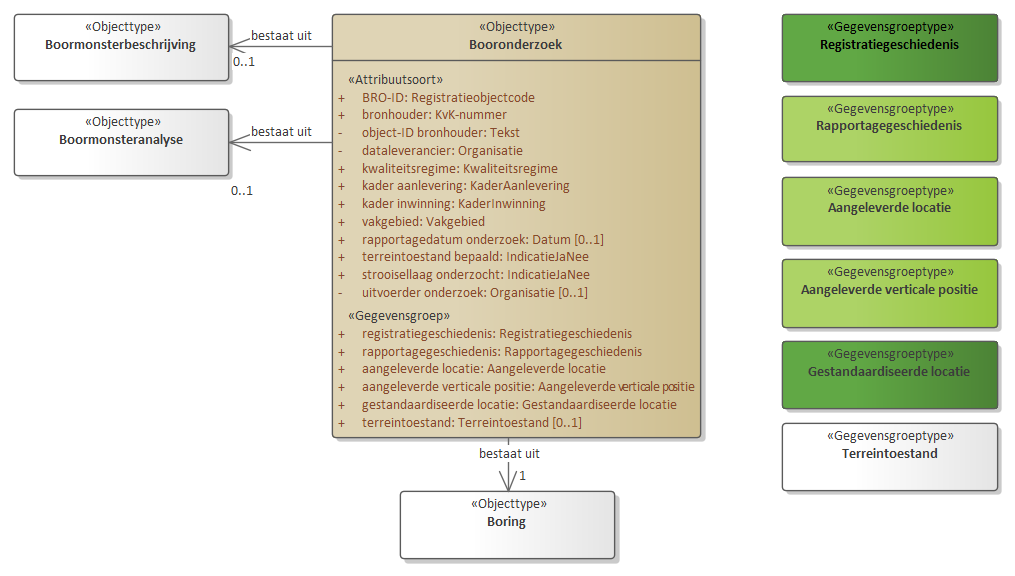 «Objecttype»
Boormonsterbeschrijving
bestaat uit
0..1
«Objecttype»
Boormonsteranalyse
bestaat uit
0..1
«Objecttype»
Booronderzoek
«Attribuutsoort»
+ BRO-ID: Registratieobjectcode
+ bronhouder: KvK-nummer
- object-ID bronhouder: Tekst
- dataleverancier: Organisatie
+ kwaliteitsregime: Kwaliteitsregime
+ kader aanlevering: KaderAanlevering
+ kader inwinning: KaderInwinning
+ vakgebied: Vakgebied
+ rapportagedatum onderzoek: Datum [0..1]
+ terreintoestand bepaald: IndicatieJaNee
+ strooisellaag onderzocht: IndicatieJaNee
- uitvoerder onderzoek: Organisatie [0..1]
«Gegevensgroep»
+ registratiegeschiedenis: Registratiegeschiedenis
+ rapportagegeschiedenis: Rapportagegeschiedenis
+ aangeleverde locatie: Aangeleverde locatie
+ aangeleverde verticale positie: Aangeleverde verticale positie
+ gestandaardiseerde locatie: Gestandaardiseerde locatie
+ terreintoestand: Terreintoestand [0..1]
bestaat uit
1
«Objecttype»
Boring
«Gegevensgroeptype»
Registratiegeschiedenis
«Gegevensgroeptype»
Rapportagegeschiedenis
«Gegevensgroeptype»
Aangeleverde locatie
«Gegevensgroeptype»
Aangeleverde verticale positie
«Gegevensgroeptype»
Gestandaardiseerde locatie
«Gegevensgroeptype»
Terreintoestand